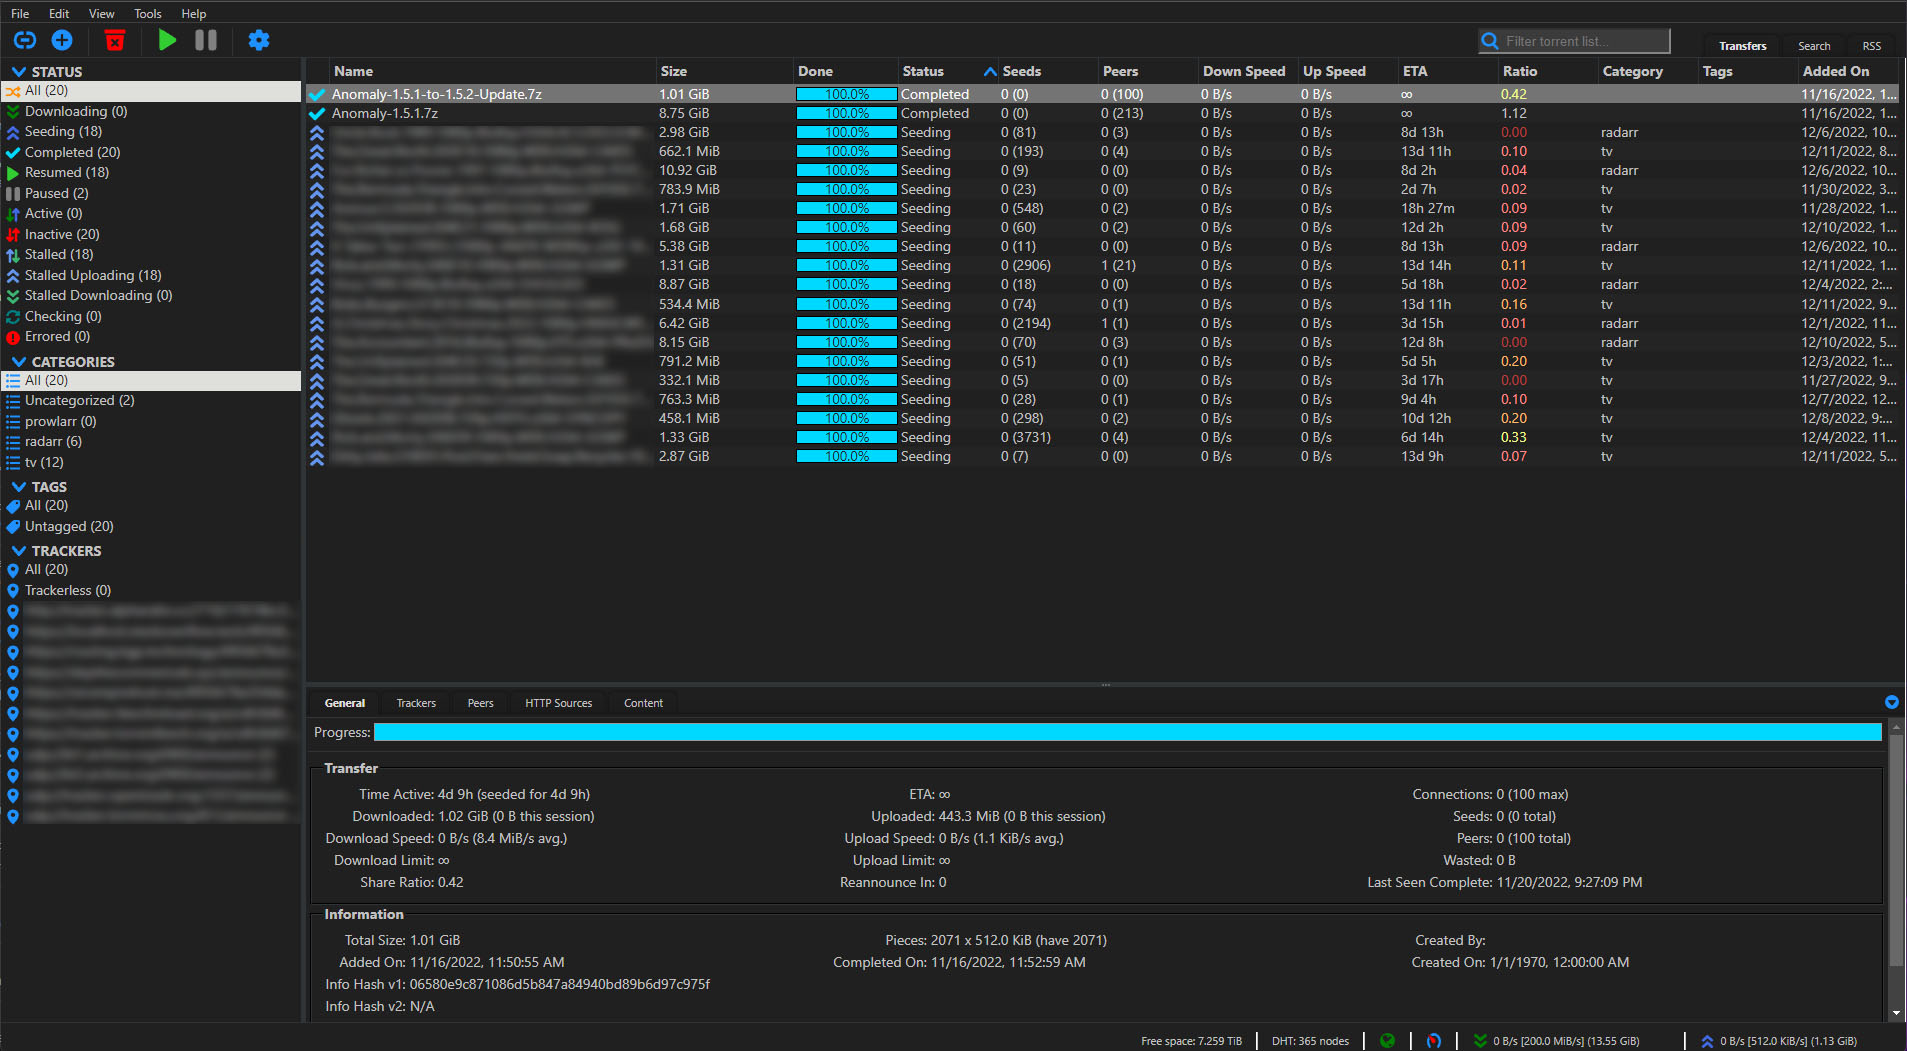 File Edit View Tools Help
Filter torrent list...
Transfers Search RSS
STATUS
All (20)
Downloading (0)
Seeding (18)
Completed (20)
Resumed (18)
Paused (2)
Active (0)
Inactive (20)
Stalled (18)
Stalled Uploading (18)
Stalled Downloading (0)
Checking (0)
Errored (0)
CATEGORIES
All (20)
Uncategorized (2)
prowlarr (0)
radarr (6)
tv (12)
TAGS
All (20)
Untagged (20)
TRACKERS
All (20)
Trackerless (0)
Name Size Done Status Seeds Peers Down Speed Up Speed ETA Ratio Category Tags Added On
Anomaly-1.5.1-to-1.5.2-Update.7z 1.01 GiB 100.0% Completed 0 (0) 0 (100) 0 B/s 0 B/s ∞ 0.42 11/16/2022, 1...
Anomaly-1.5.1.7z 8.75 GiB 100.0% Completed 0 (0) 0 (213) 0 B/s 0 B/s ∞ 1.12 11/16/2022, 1...
2.98 GiB 100.0% Seeding 0 (81) 0 (3) 0 B/s 0 B/s 8d 13h 0.00 radarr 12/6/2022, 10...
662.1 MiB 100.0% Seeding 0 (193) 0 (4) 0 B/s 0 B/s 13d 11h 0.10 tv 12/11/2022, 8...
10.92 GiB 100.0% Seeding 0 (9) 0 (0) 0 B/s 0 B/s 8d 2h 0.04 radarr 12/6/2022, 10...
783.9 MiB 100.0% Seeding 0 (23) 0 (0) 0 B/s 0 B/s 2d 7h 0.02 tv 11/30/2022, 3...
1.71 GiB 100.0% Seeding 0 (548) 0 (2) 0 B/s 0 B/s 18h 27m 0.09 tv 11/28/2022, 1...
1.68 GiB 100.0% Seeding 0 (60) 0 (2) 0 B/s 0 B/s 12d 2h 0.09 tv 12/10/2022, 1...
5.38 GiB 100.0% Seeding 0 (11) 0 (0) 0 B/s 0 B/s 8d 13h 0.09 radarr 12/6/2022, 10...
1.31 GiB 100.0% Seeding 0 (2906) 1 (21) 0 B/s 0 B/s 13d 14h 0.11 tv 12/11/2022, 1...
8.87 GiB 100.0% Seeding 0 (18) 0 (0) 0 B/s 0 B/s 5d 18h 0.02 radarr 12/4/2022, 2:...
534.4 MiB 100.0% Seeding 0 (74) 0 (1) 0 B/s 0 B/s 13d 11h 0.16 tv 12/11/2022, 9...
6.42 GiB 100.0% Seeding 0 (2194) 1 (1) 0 B/s 0 B/s 3d 15h 0.01 radarr 12/1/2022, 11...
8.15 GiB 100.0% Seeding 0 (70) 0 (3) 0 B/s 0 B/s 12d 8h 0.00 radarr 12/10/2022, 5...
791.2 MiB 100.0% Seeding 0 (51) 0 (1) 0 B/s 0 B/s 5d 5h 0.20 tv 12/3/2022, 1:...
332.1 MiB 100.0% Seeding 0 (5) 0 (0) 0 B/s 0 B/s 3d 17h 0.00 tv 11/27/2022, 9...
763.3 MiB 100.0% Seeding 0 (28) 0 (1) 0 B/s 0 B/s 9d 4h 0.10 tv 12/7/2022, 12...
458.1 MiB 100.0% Seeding 0 (298) 0 (2) 0 B/s 0 B/s 10d 12h 0.20 tv 12/8/2022, 9:...
1.33 GiB 100.0% Seeding 0 (3731) 0 (4) 0 B/s 0 B/s 6d 14h 0.33 tv 12/4/2022, 11...
2.87 GiB 100.0% Seeding 0 (7) 0 (0) 0 B/s 0 B/s 13d 9h 0.07 tv 12/11/2022, 5...
General Trackers Peers HTTP Sources Content
Progress:
Transfer
Time Active: 4d 9h (seeded for 4d 9h) ETA: ∞ Connections: 0 (100 max)
Downloaded: 1.02 GiB (0 B this session) Uploaded: 443.3 MiB (0 B this session) Seeds: 0 (0 total)
Download Speed: 0 B/s (8.4 MiB/s avg.) Upload Speed: 0 B/s (1.1 KiB/s avg.) Peers: 0 (100 total)
Download Limit: ∞ Upload Limit: ∞ Wasted: 0 B
Share Ratio: 0.42 Reannounce In: 0 Last Seen Complete: 11/20/2022, 9:27:09 PM
Information
Total Size: 1.01 GiB Pieces: 2071 x 512.0 KiB (have 2071) Created By:
Added On: 11/16/2022, 11:50:55 AM Completed On: 11/16/2022, 11:52:59 AM Created On: 1/1/1970, 12:00:00 AM
Info Hash v1: 06580e9c871086d5b847a84940bd89b6d97c975f
Info Hash v2: N/A
Free space: 7.259 TiB DHT: 365 nodes 0 B/s [200.0 MiB/s] (13.55 GiB) 0 B/s [512.0 KiB/s] (1.13 GiB)